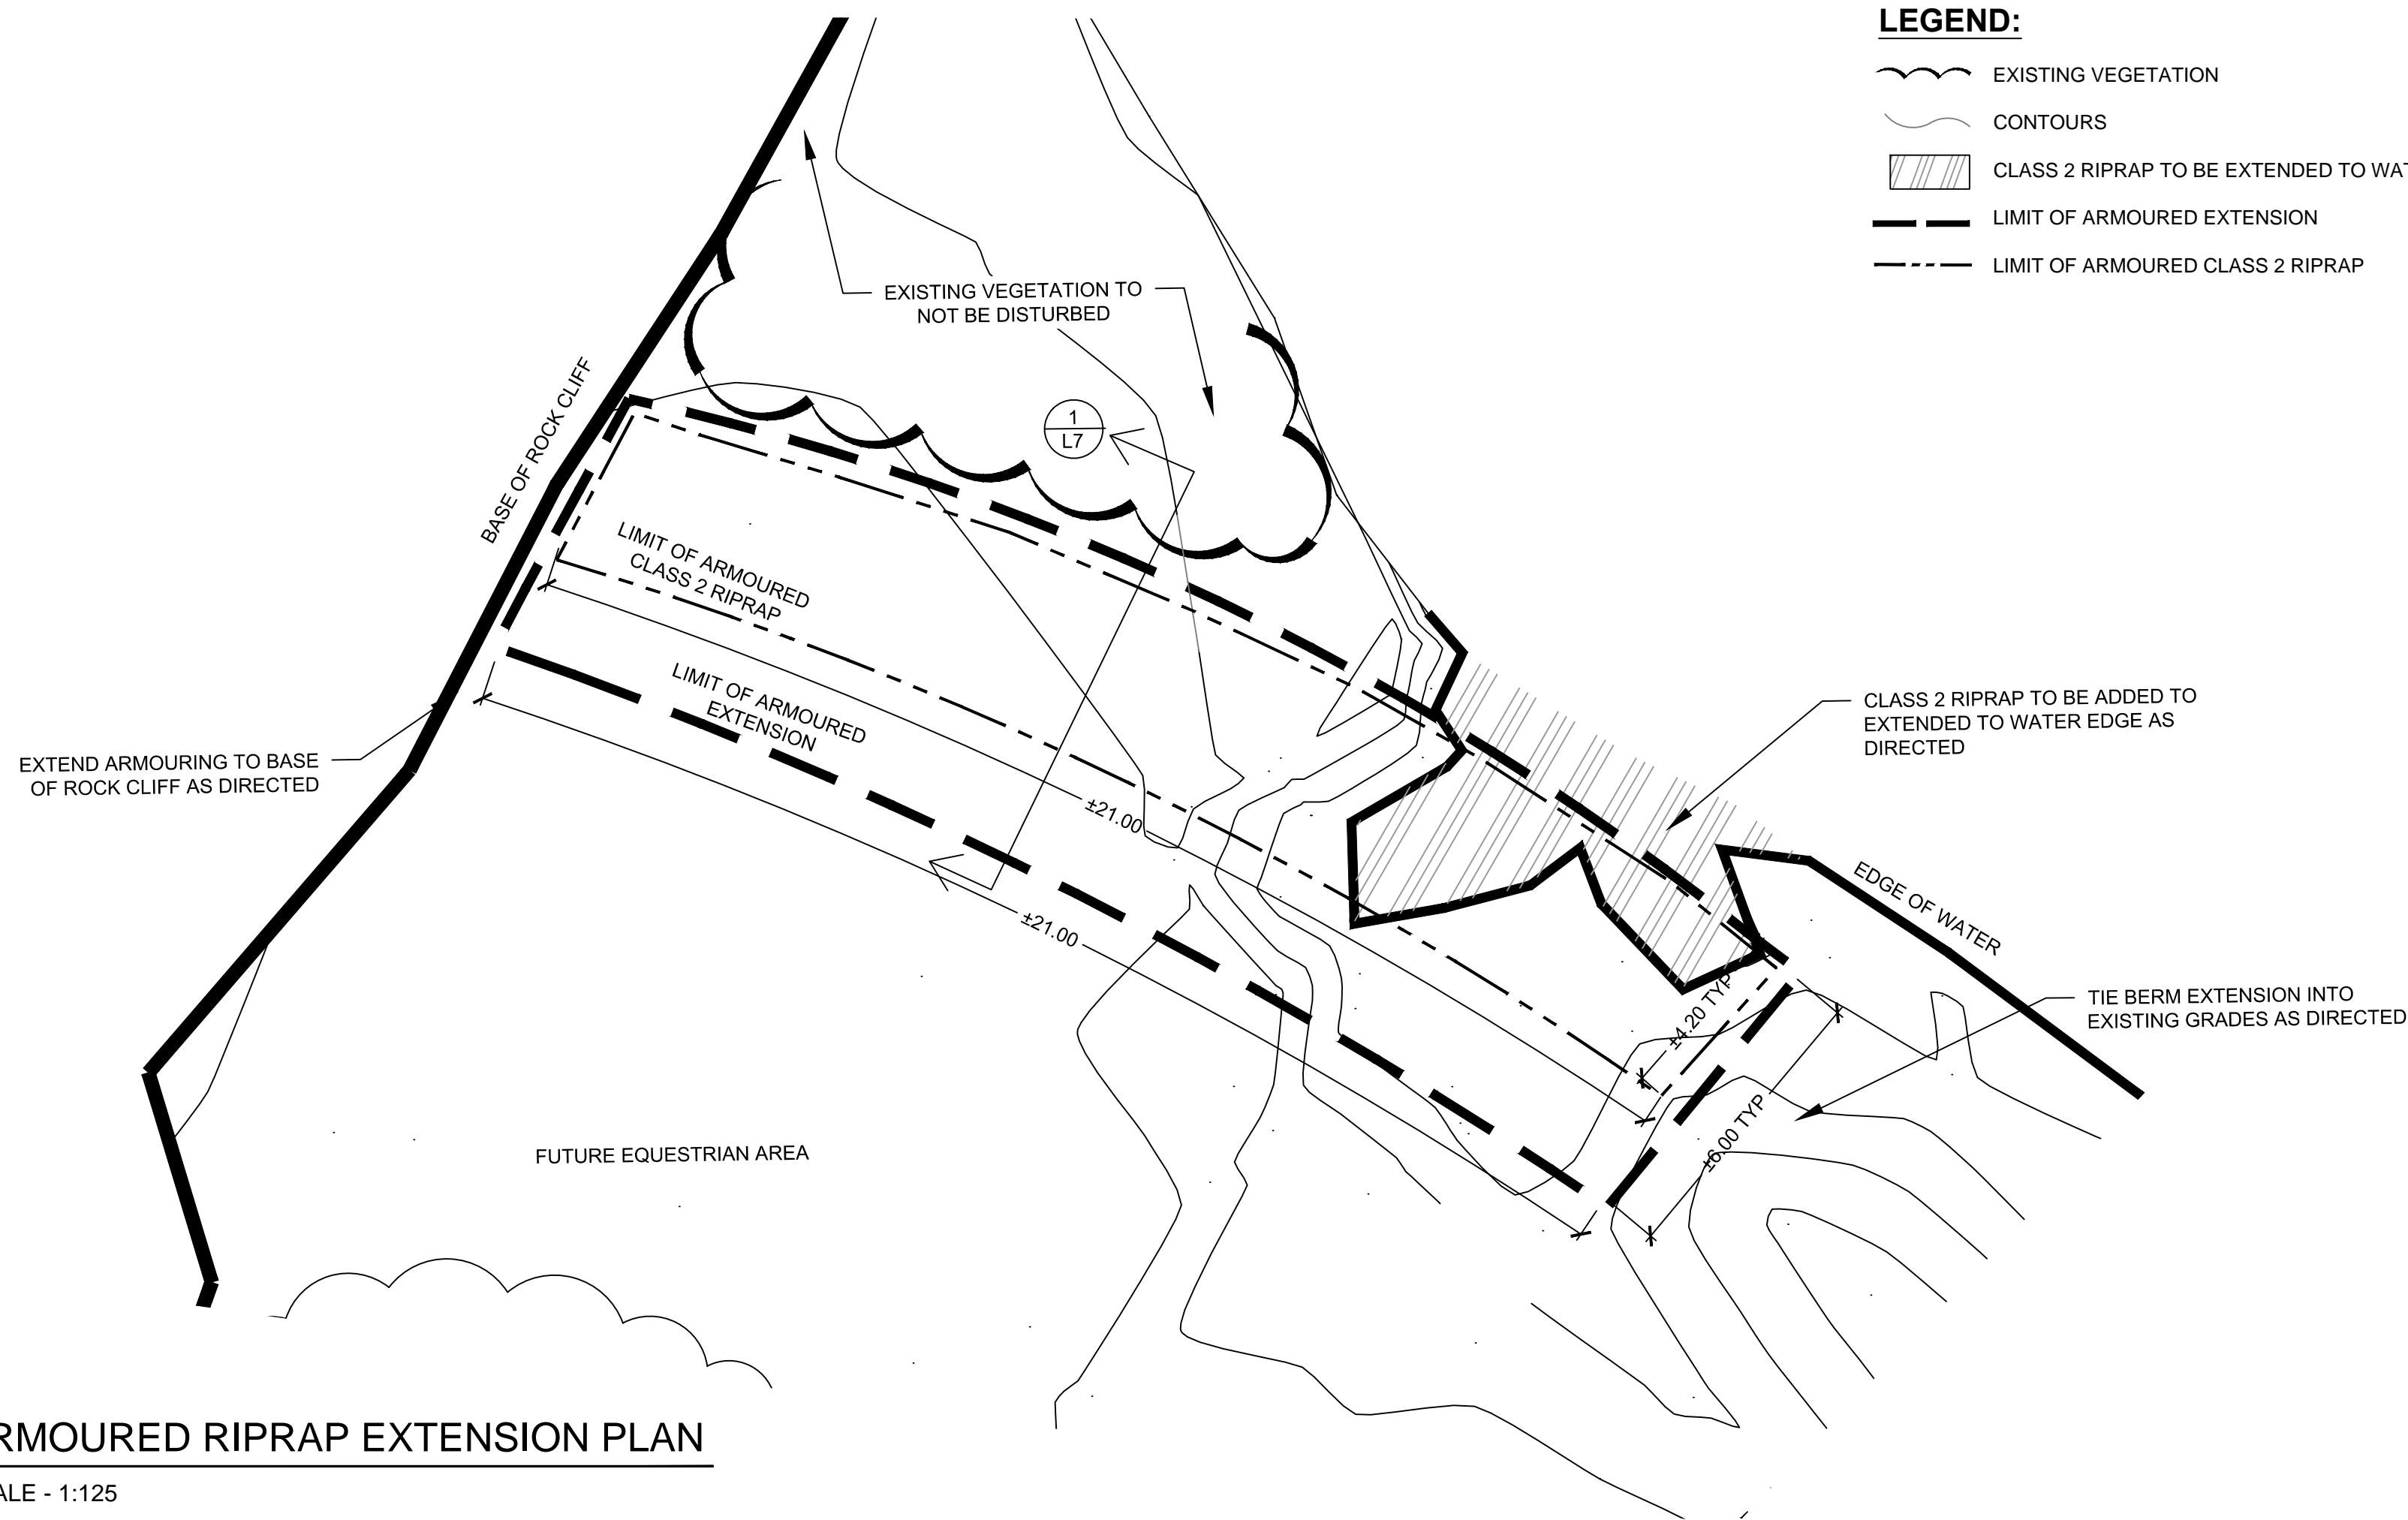 LEGEND:
EXISTING VEGETATION
CONTOURS
CLASS 2 RIPRAP TO BE EXTENDED TO
LIMIT OF ARMOURED EXTENSION
LIMIT OF ARMOURED CLASS 2 RIPRAP
EXISTING VEGETATION TO
NOT BE DISTURBED
BASE OF ROCK CLIFF
1
L7
LIMIT OF ARMOURED
CLASS 2 RIPRAP
LIMIT OF ARMOURED
EXTENSION
CLASS 2 RIPRAP TO BE ADDED TO
EXTENDED TO WATER EDGE AS
DIRECTED
EXTEND ARMOURING TO BASE
OF ROCK CLIFF AS DIRECTED
±21.00
±21.00
EDGE OF WATER
±4.20 TYP
TIE BERM EXTENSION INTO
EXISTING GRADES AS DIRECTED
±6.00 TYP
FUTURE EQUESTRIAN AREA
RMOURED RIPRAP EXTENSION PLAN
ALE - 1:125